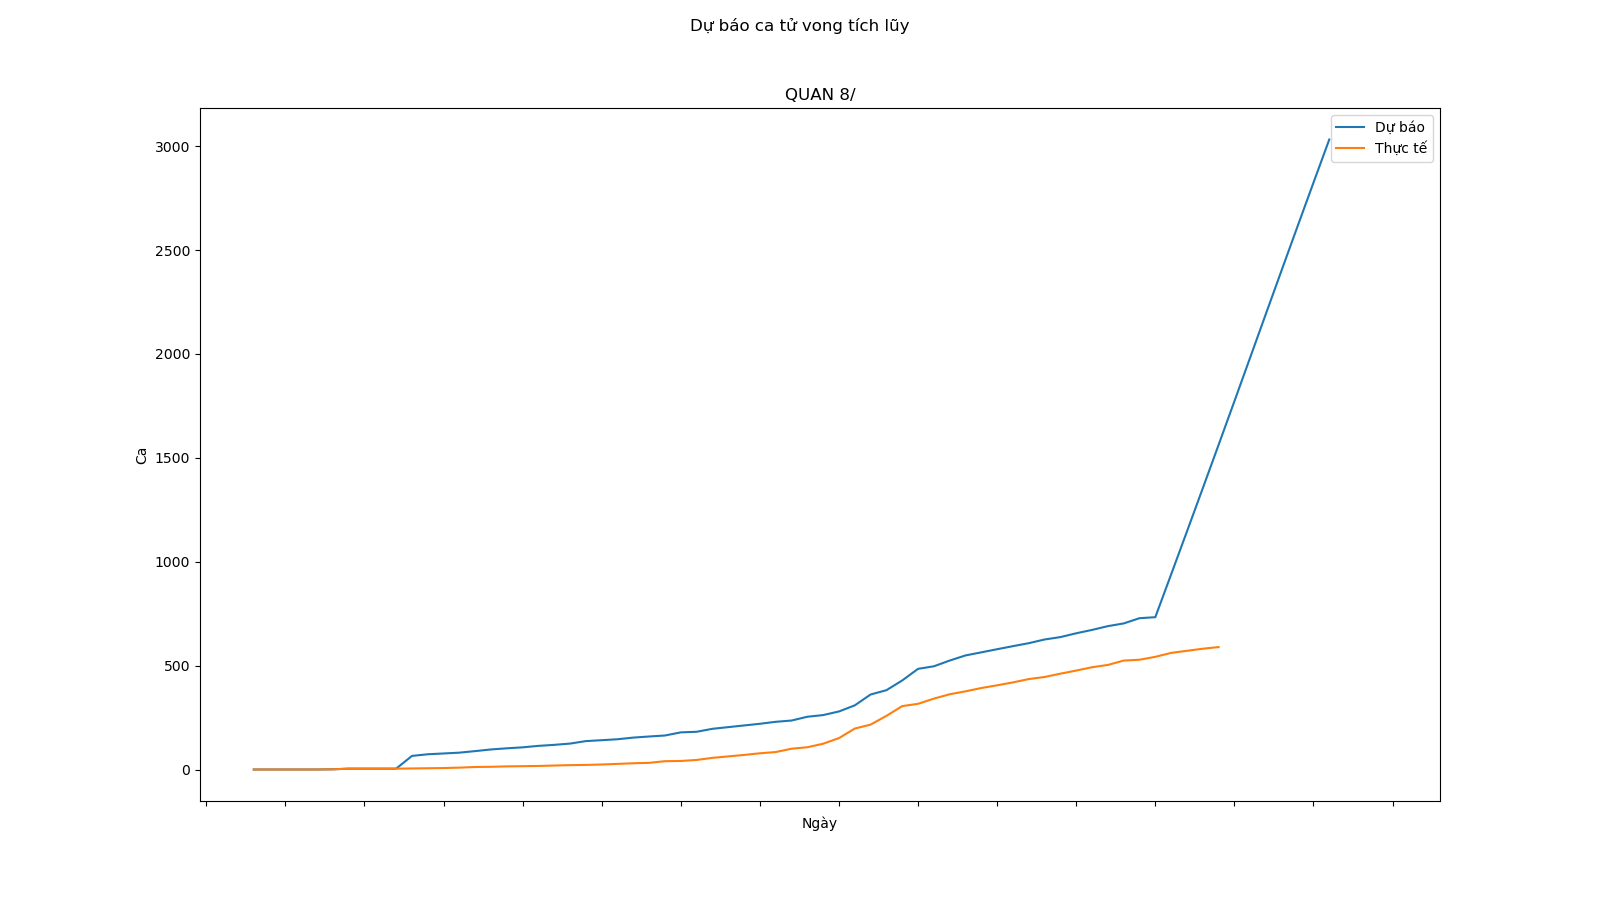 Dự báo ca tử vong tích lũy
QUAN 8/
Dự báo
Thực tế
3000
2500
2000
1500
1000
500
0
Ca
Ngày